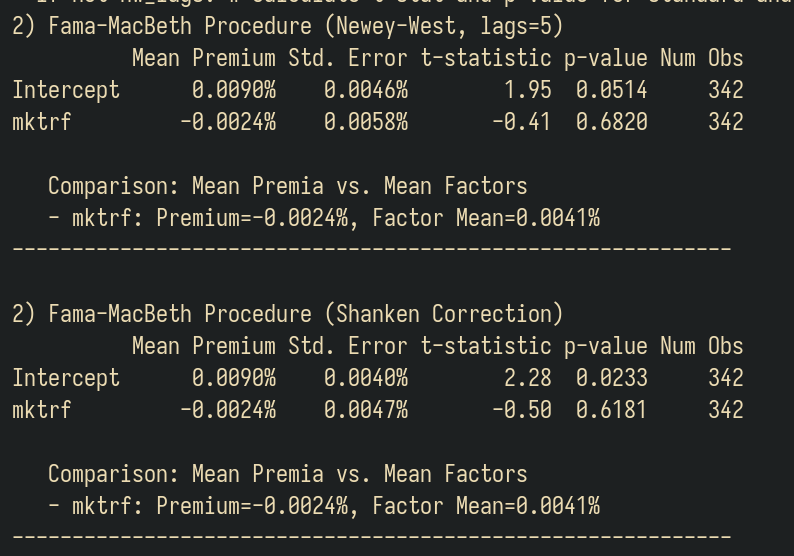 2) Fama-MacBeth Procedure (Newey-West, lags=5)
Mean Premium Std. Error t-statistic p-value Num Obs
Intercept 0.0090% 0.0046% 1.95 0.0514 342
mktrf -0.0024% 0.0058% -0.41 0.6820 342
Comparison: Mean Premia vs. Mean Factors
- mktrf: Premium=-0.0024%, Factor Mean=0.0041%
------------------------------------------------------------
2) Fama-MacBeth Procedure (Shanken Correction)
Mean Premium Std. Error t-statistic p-value Num Obs
Intercept 0.0090% 0.0040% 2.28 0.0233 342
mktrf -0.0024% 0.0047% -0.50 0.6181 342
Comparison: Mean Premia vs. Mean Factors
- mktrf: Premium=-0.0024%, Factor Mean=0.0041%
------------------------------------------------------------